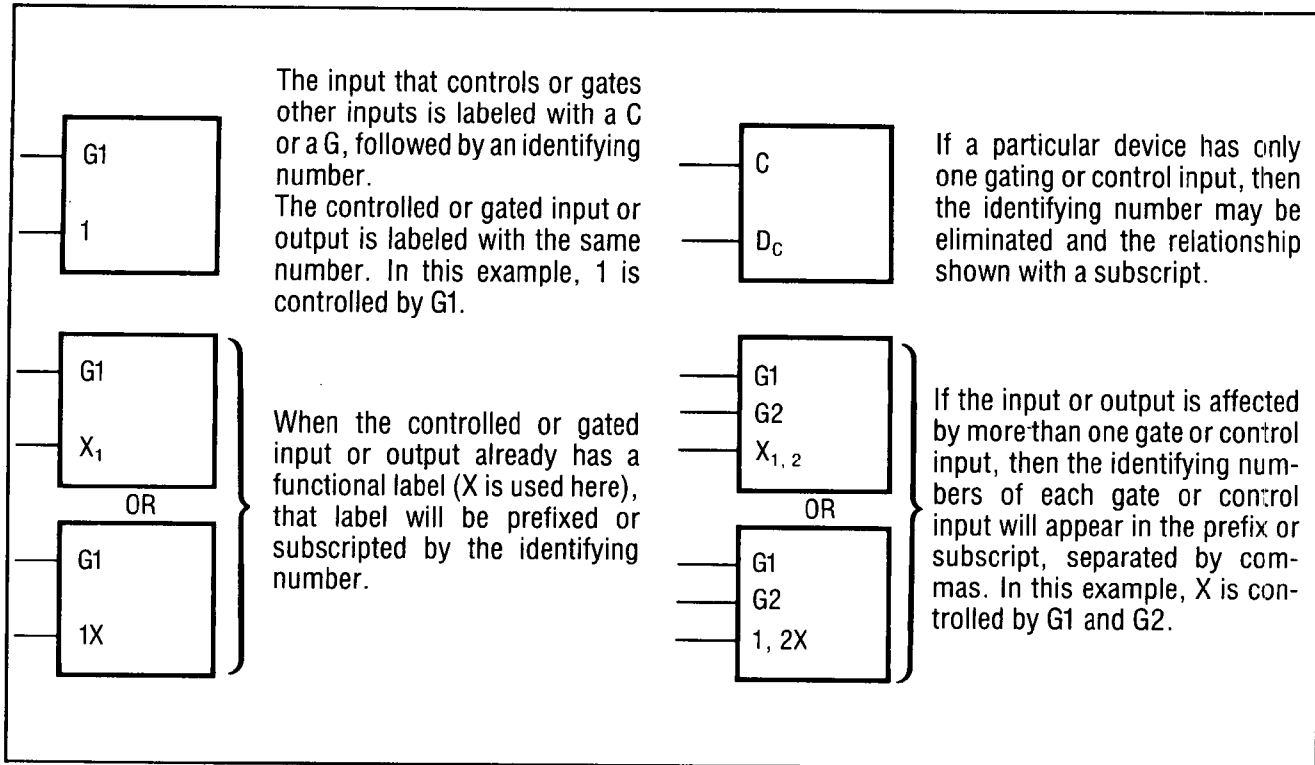 G1
1
The input that controls or gates
other inputs is labeled with a C
or a G, followed by an identifying
number.
The controlled or gated input or
output is labeled with the same
number. In this example, 1 is
controlled by G1.
G1
X₁
OR
G1
1X
When the controlled or gated
input or output already has a
functional label (X is used here),
that label will be prefixed or
subscripted by the identifying
number.
C
D_C
If a particular device has only
one gating or control input, then
the identifying number may be
eliminated and the relationship
shown with a subscript.
G1
G2
X₁, ₂
OR
G1
G2
1, 2X
If the input or output is affected
by more than one gate or control
input, then the identifying num-
bers of each gate or control
input will appear in the prefix or
subscript, separated by com-
mas. In this example, X is con-
trolled by G1 and G2.